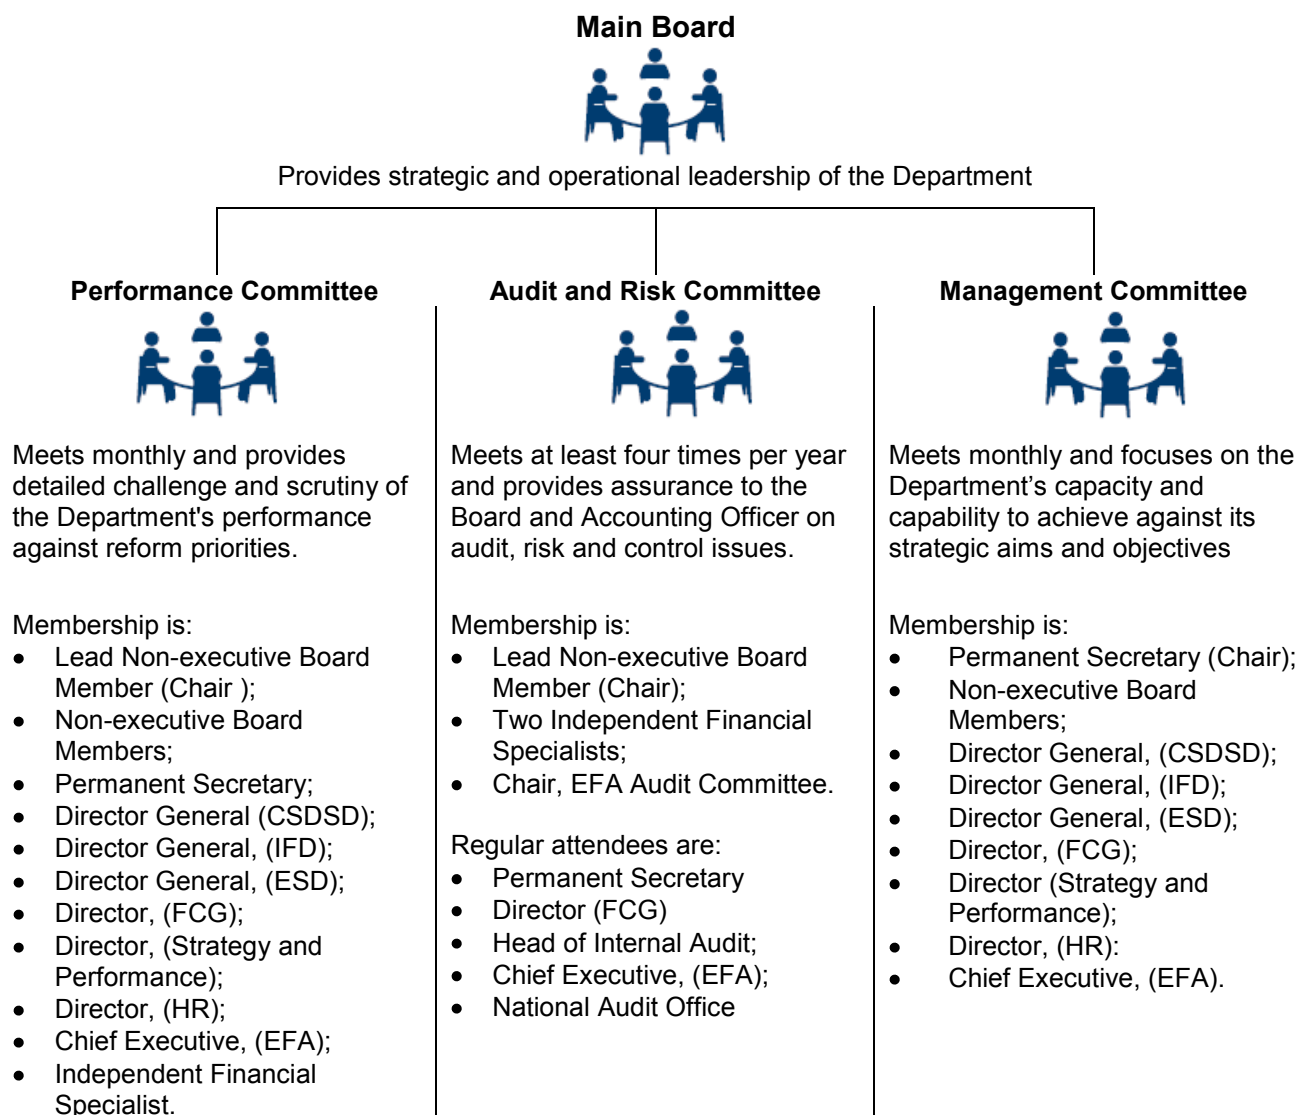 Main Board
Provides strategic and operational leadership of the Department
Performance Committee
Meets monthly and provides
detailed challenge and scrutiny of
the Department's performance
against reform priorities.
Membership is:
• Lead Non-executive Board
Member (Chair );
• Non-executive Board
Members;
• Permanent Secretary;
• Director General (CSDSD);
• Director General, (IFD);
• Director General, (ESD);
• Director, (FCG);
• Director, (Strategy and
Performance);
• Director, (HR);
• Chief Executive, (EFA);
• Independent Financial
Specialist.
Audit and Risk Committee
Meets at least four times per year
and provides assurance to the
Board and Accounting Officer on
audit, risk and control issues.
Membership is:
• Lead Non-executive Board
Member (Chair);
• Two Independent Financial
Specialists;
• Chair, EFA Audit Committee.
Regular attendees are:
• Permanent Secretary
• Director (FCG)
• Head of Internal Audit;
• Chief Executive, (EFA);
• National Audit Office
Management Committee
Meets monthly and focuses on the
Department’s capacity and
capability to achieve against its
strategic aims and objectives
Membership is:
• Permanent Secretary (Chair);
• Non-executive Board
Members;
• Director General, (CSDSD);
• Director General, (IFD);
• Director General, (ESD);
• Director, (FCG);
• Director (Strategy and
Performance);
• Director, (HR):
• Chief Executive, (EFA).